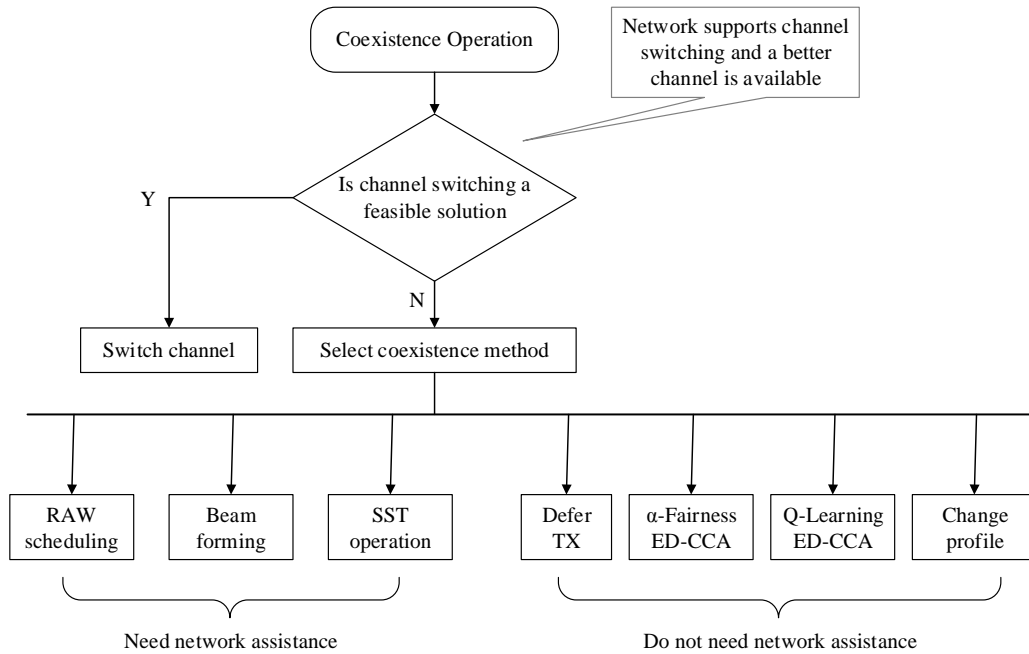 Coexistence Operation
Network supports channel
switching and a better
channel is available
Is channel switching a
feasible solution
Y
N
Switch channel
Select coexistence method
RAW
scheduling
Beam
forming
SST
operation
Defer
TX
α-Fairness
ED-CCA
Q-Learning
ED-CCA
Change
profile
Need network assistance
Do not need network assistance